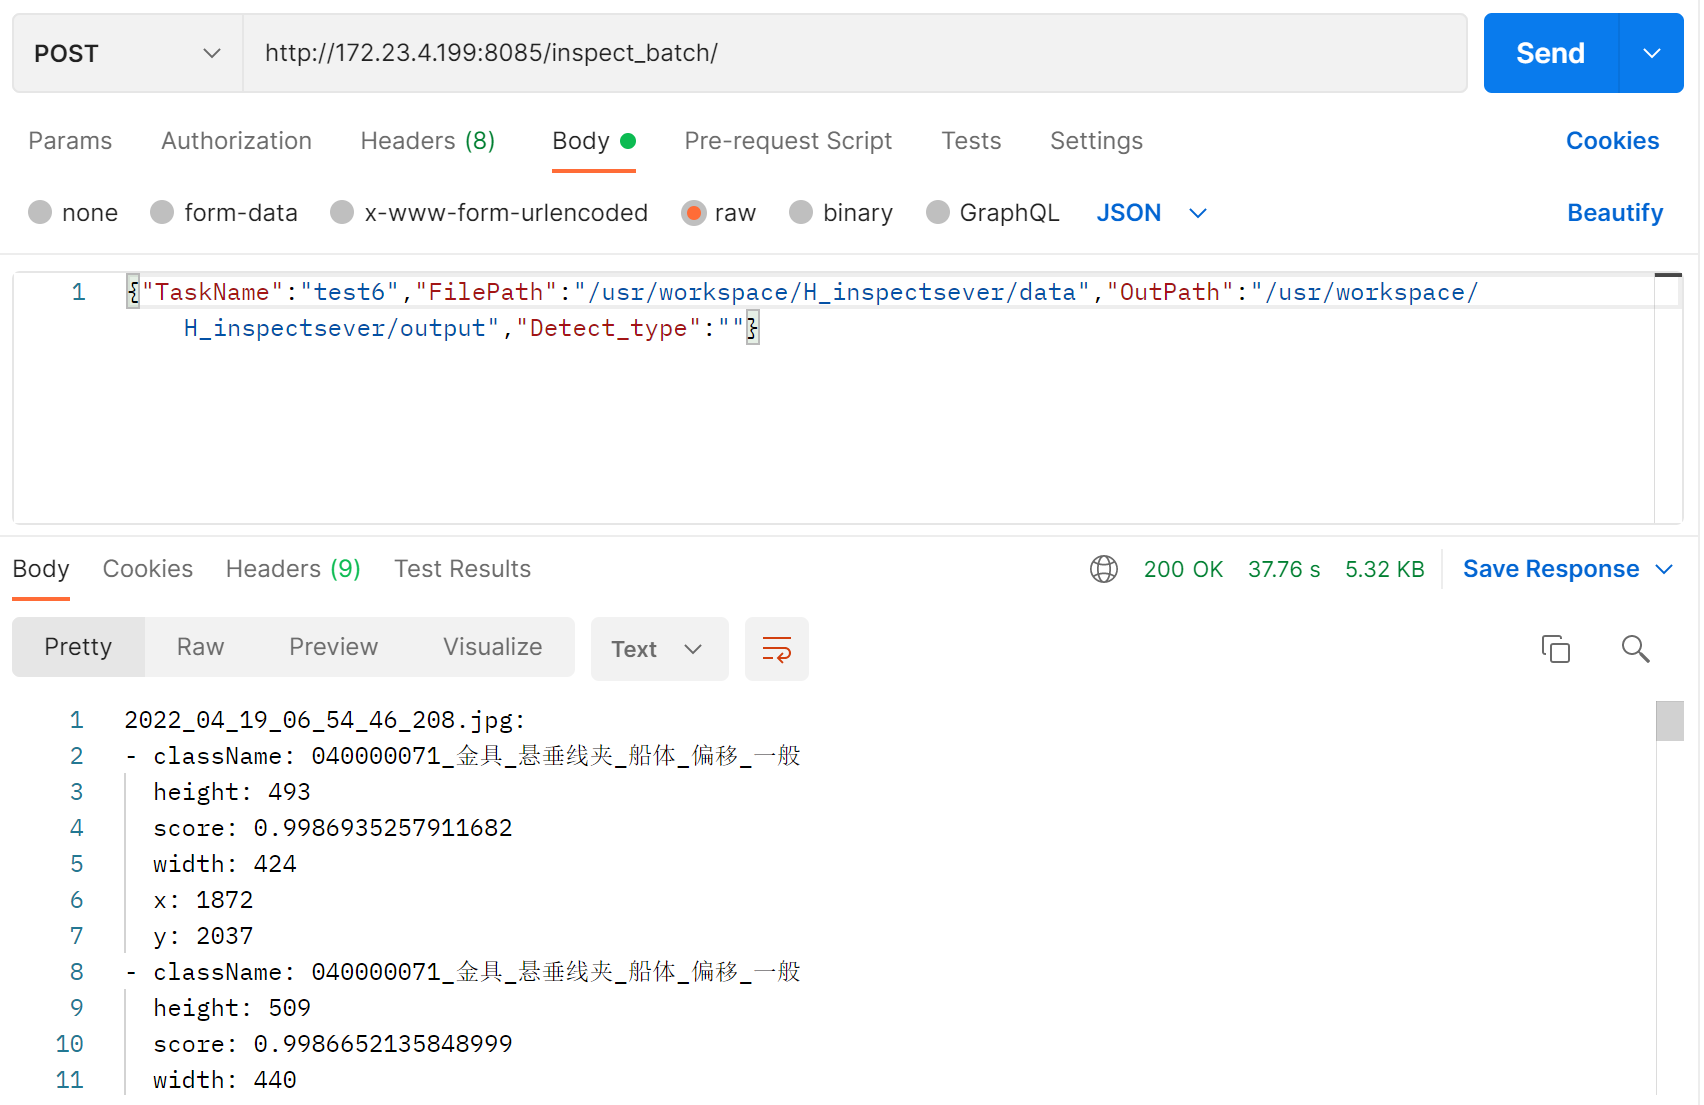 POST http://172.23.4.199:8085/inspect_batch/ Send
Params Authorization Headers (8) Body Pre-request Script Tests Settings Cookies
none form-data x-www-form-urlencoded raw binary GraphQL JSON Beautify
1 {"TaskName":"test6","FilePath":"/usr/workspace/H_inspectsever/data","OutPath":"/usr/workspace/
H_inspectsever/output","Detect_type":""}
Body Cookies Headers (9) Test Results 200 OK 37.76 s 5.32 KB Save Response
Pretty Raw Preview Visualize Text
1 2022_04_19_06_54_46_208.jpg:
2 - className: 040000071_金具_悬垂线夹_船体_偏移_一般
3 height: 493
4 score: 0.9986935257911682
5 width: 424
6 x: 1872
7 y: 2037
8 - className: 040000071_金具_悬垂线夹_船体_偏移_一般
9 height: 509
10 score: 0.9986652135848999
11 width: 440